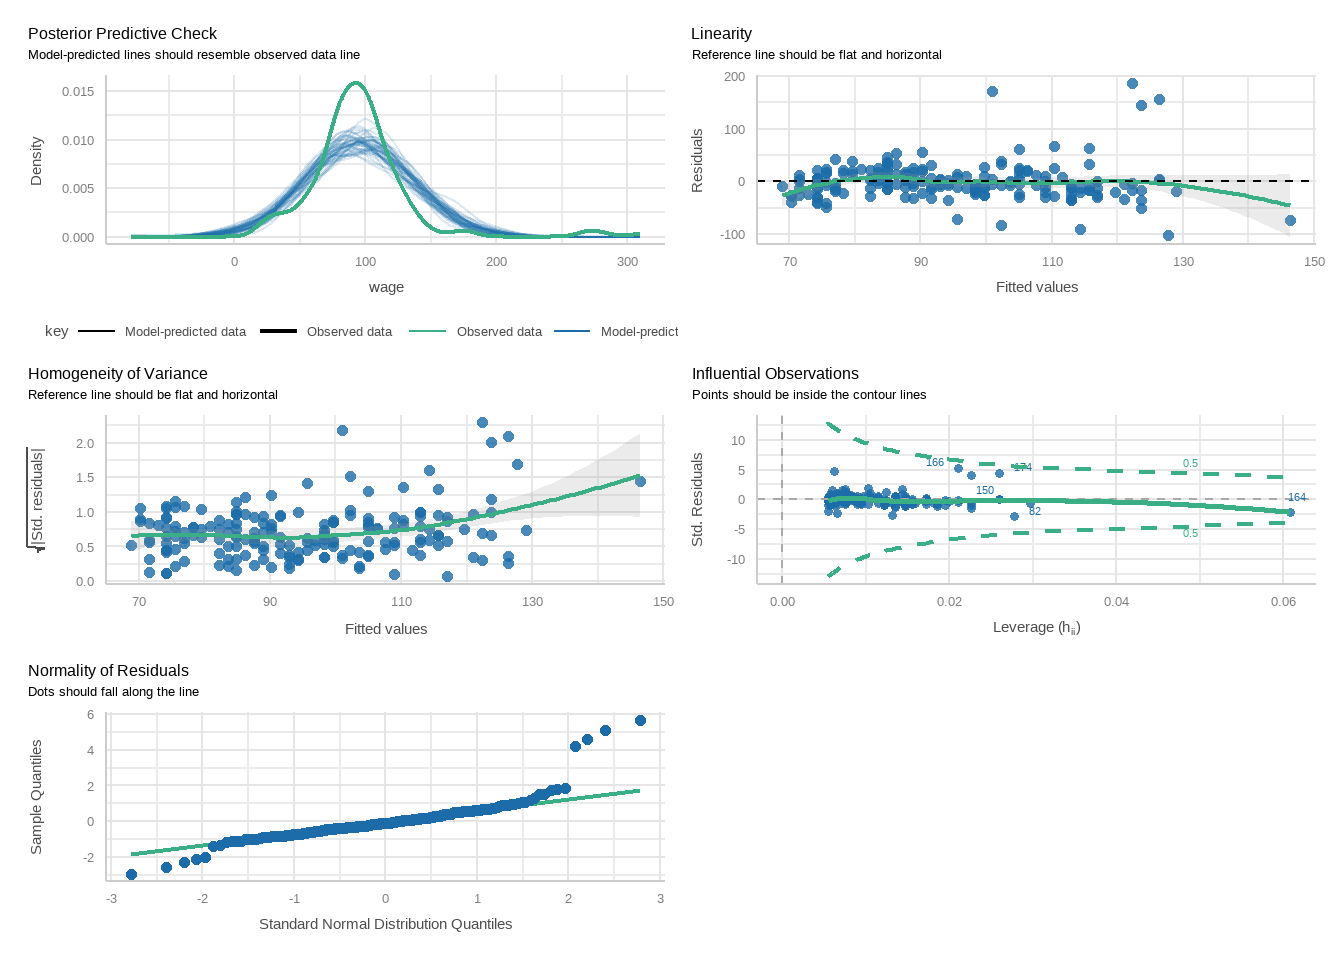 Posterior Predictive Check
Model-predicted lines should resemble observed data line
Density
0.015
0.010
0.005
0.000
0
100
200
300
wage
key
Model-predicted data
Observed data
Observed data
Model-predict
Linearity
Reference line should be flat and horizontal
Residuals
200
100
0
-100
70
90
110
130
150
Fitted values
Homogeneity of Variance
Reference line should be flat and horizontal
√|Std. residuals|
2.0
1.5
1.0
0.5
0.0
70
90
110
130
150
Fitted values
Influential Observations
Points should be inside the contour lines
Std. Residuals
10
5
0
-5
-10
166
174
0.5
150
164
82
0.5
0.00
0.02
0.04
0.06
Leverage (hii)
Normality of Residuals
Dots should fall along the line
Sample Quantiles
6
4
2
0
-2
-3
-2
-1
0
1
2
3
Standard Normal Distribution Quantiles